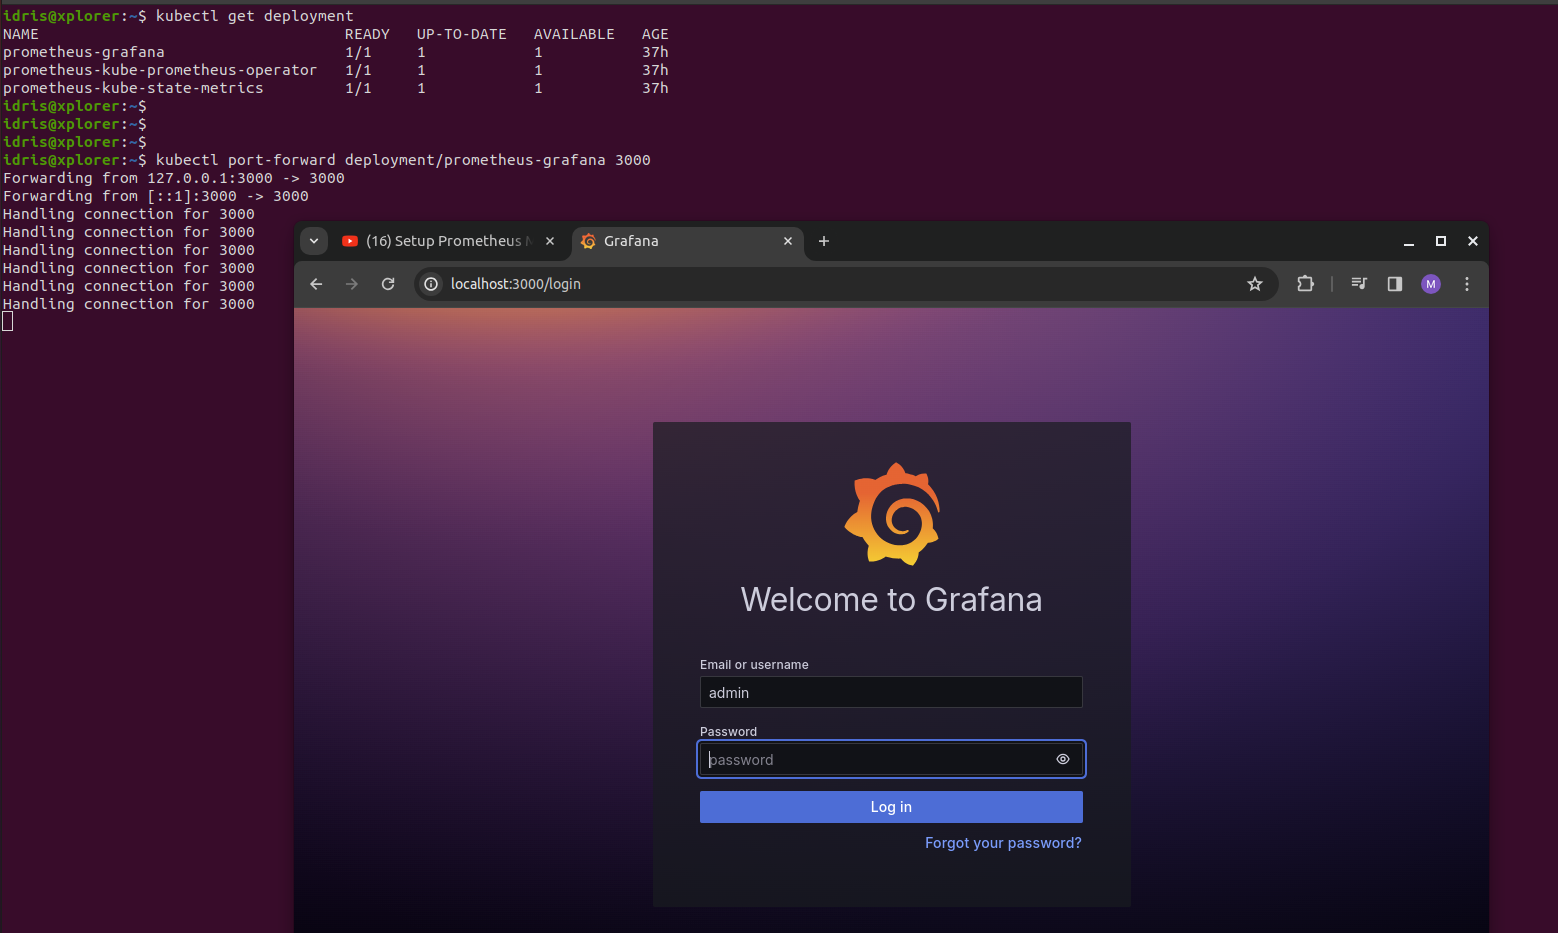 idris@xplorer:~$ kubectl get deployment
NAME READY UP-TO-DATE AVAILABLE AGE
prometheus-grafana 1/1 1 1 37h
prometheus-kube-prometheus-operator 1/1 1 1 37h
prometheus-kube-state-metrics 1/1 1 1 37h
idris@xplorer:~$
idris@xplorer:~$
idris@xplorer:~$
idris@xplorer:~$ kubectl port-forward deployment/prometheus-grafana 3000
Forwarding from 127.0.0.1:3000 -> 3000
Forwarding from [::1]:3000 -> 3000
Handling connection for 3000
Handling connection for 3000
Handling connection for 3000
Handling connection for 3000
Handling connection for 3000
Handling connection for 3000
(16) Setup Prometheus
Grafana
localhost:3000/login
M
Welcome to Grafana
Email or username
admin
Password
password
Log in
Forgot your password?